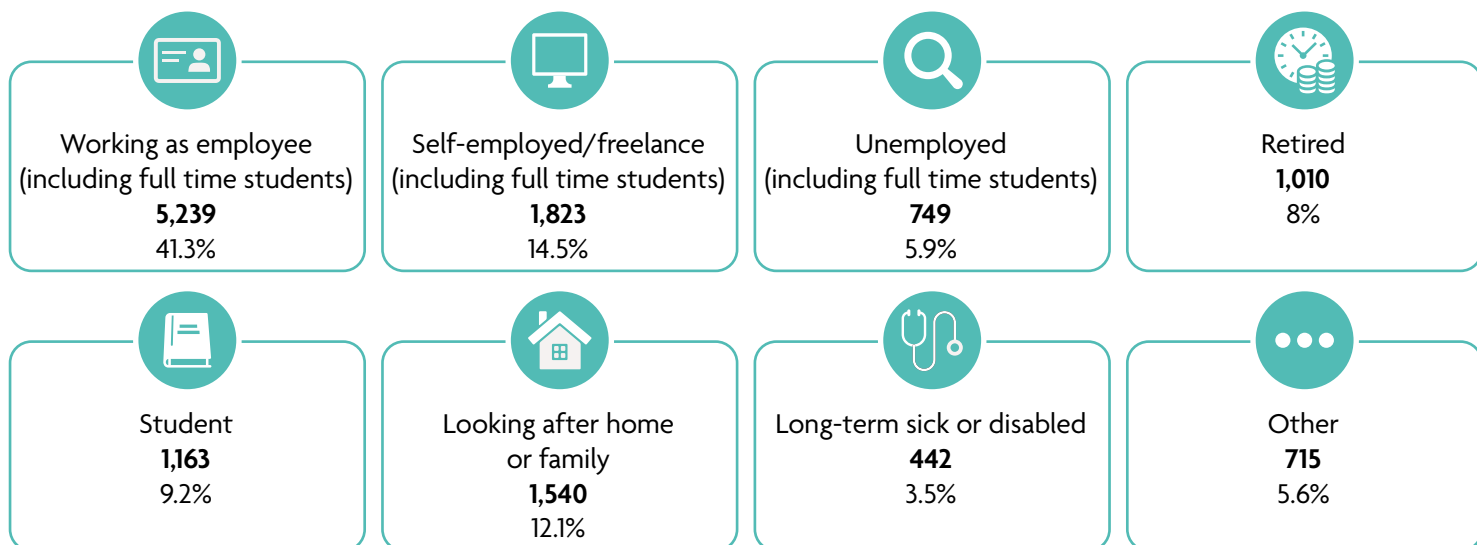 Working as employee
(including full time students)
5,239
41.3%
Self-employed/freelance
(including full time students)
1,823
14.5%
Unemployed
(including full time students)
749
5.9%
Retired
1,010
8%
Student
1,163
9.2%
Looking after home
or family
1,540
12.1%
Long-term sick or disabled
442
3.5%
Other
715
5.6%